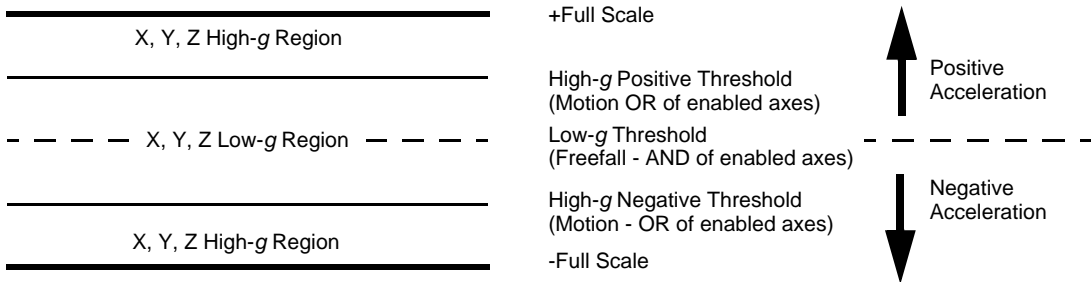 +Full Scale
X, Y, Z High-g Region
High-g Positive Threshold
(Motion OR of enabled axes)
Positive
Acceleration
X, Y, Z Low-g Region
Low-g Threshold
(Freefall - AND of enabled axes)
High-g Negative Threshold
(Motion - OR of enabled axes)
Negative
Acceleration
X, Y, Z High-g Region
-Full Scale